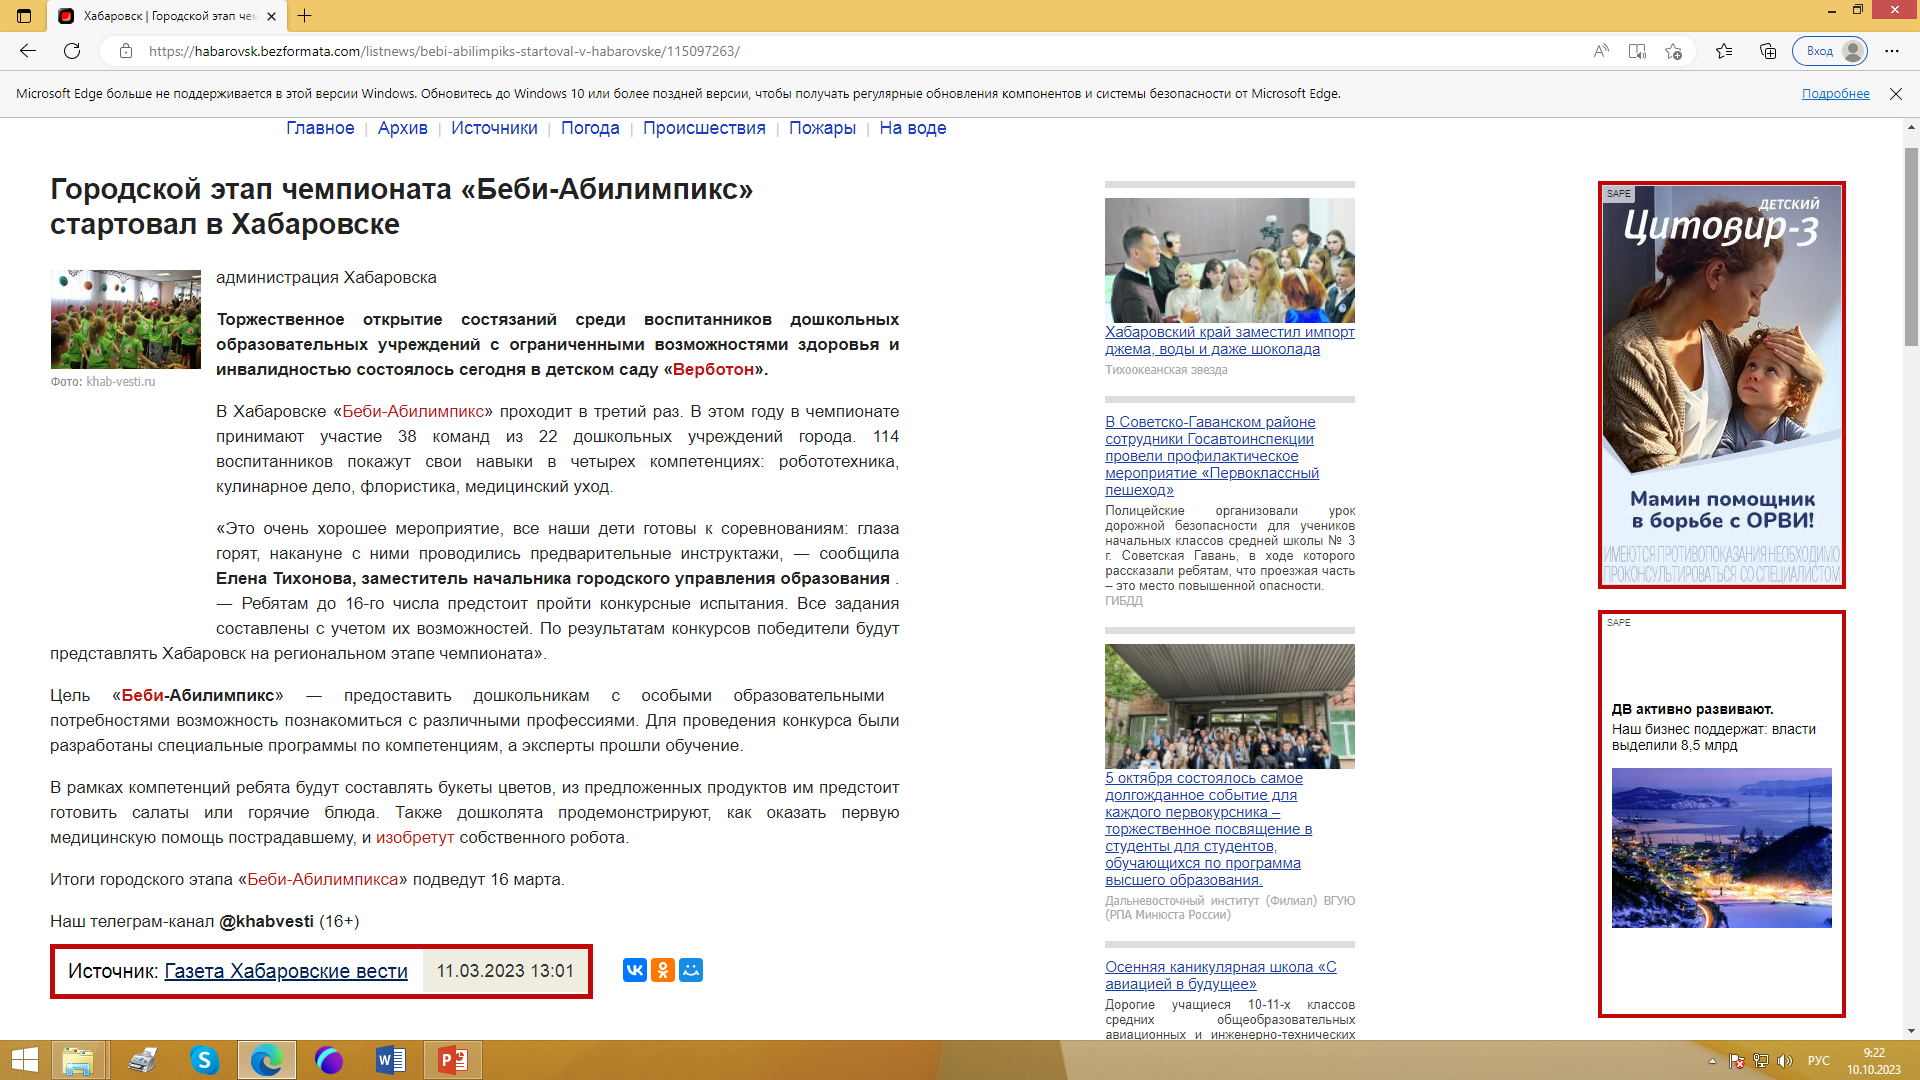 Хабаровск | Городской этап чем
https://habarovsk.bezformata.com/listnews/bebi-abilimpiks-startoval-v-habarovske/115097263/
Вход
Microsoft Edge больше не поддерживается в этой версии Windows. Обновитесь до Windows 10 или более поздней версии, чтобы получать регулярные обновления компонентов и системы безопасности от Microsoft Edge.
Подробнее
Главное | Архив | Источники | Погода | Происшествия | Пожары | На воде
Городской этап чемпионата «Беби-Абилимпикс»
стартовал в Хабаровске
Фото: khab-vesti.ru
администрация Хабаровска
Торжественное открытие состязаний среди воспитанников дошкольных
образовательных учреждений с ограниченными возможностями здоровья и
инвалидностью состоялось сегодня в детском саду «Верботон».
В Хабаровске «Беби-Абилимпикс» проходит в третий раз. В этом году в чемпионате
принимают участие 38 команд из 22 дошкольных учреждений города. 114
воспитанников покажут свои навыки в четырех компетенциях: робототехника,
кулинарное дело, флористика, медицинский уход.
«Это очень хорошее мероприятие, все наши дети готовы к соревнованиям: глаза
горят, накануне с ними проводились предварительные инструктажи, — сообщила
Елена Тихонова, заместитель начальника городского управления образования .
— Ребятам до 16-го числа предстоит пройти конкурсные испытания. Все задания
составлены с учетом их возможностей. По результатам конкурсов победители будут
представлять Хабаровск на региональном этапе чемпионата».
Цель «Беби-Абилимпикс» — предоставить дошкольникам с особыми образовательными
потребностями возможность познакомиться с различными профессиями. Для проведения конкурса были
разработаны специальные программы по компетенциям, а эксперты прошли обучение.
В рамках компетенций ребята будут составлять букеты цветов, из предложенных продуктов им предстоит
готовить салаты или горячие блюда. Также дошколята продемонстрируют, как оказать первую
медицинскую помощь пострадавшему, и изобретут собственного робота.
Итоги городского этапа «Беби-Абилимпикса» подведут 16 марта.
Наш телеграм-канал @khabvesti (16+)
Источник: Газета Хабаровские вести
11.03.2023 13:01
Хабаровский край заместил импорт
джема, воды и даже шоколада
Тихоокеанская звезда
В Советско-Гаванском районе
сотрудники Госавтоинспекции
провели профилактическое
мероприятие «Первоклассный
пешеход»
Полицейские организовали урок
дорожной безопасности для учеников
начальных классов средней школы № 3
г. Советская Гавань, в ходе которого
рассказали ребятам, что проезжая часть
– это место повышенной опасности.
ГИБДД
5 октября состоялось самое
долгожданное событие для
каждого первокурсника –
торжественное посвящение в
студенты для студентов,
обучающихся по программа
высшего образования.
Дальневосточный институт (Филиал) ВГУЮ
(РПА Минюста России)
Осенняя каникулярная школа «С
авиацией в будущее»
Дорогие учащиеся 10-11-х классов
средних общеобразовательных
авиационных и инженерно-технических
SAPE
ДЕТСКИЙ
Цитовир-3
Мамин помощник
в борьбе с ОРВИ!
ИМЕЮТСЯ ПРОТИВОПОКАЗАНИЯ НЕОБХОДИМО
ПРОКОНСУЛЬТИРОВАТЬСЯ СО СПЕЦИАЛИСТОМ
SAPE
ДВ активно развивают.
Наш бизнес поддержат: власти
выделили 8,5 млрд
РУС
9:22
10.10.2023